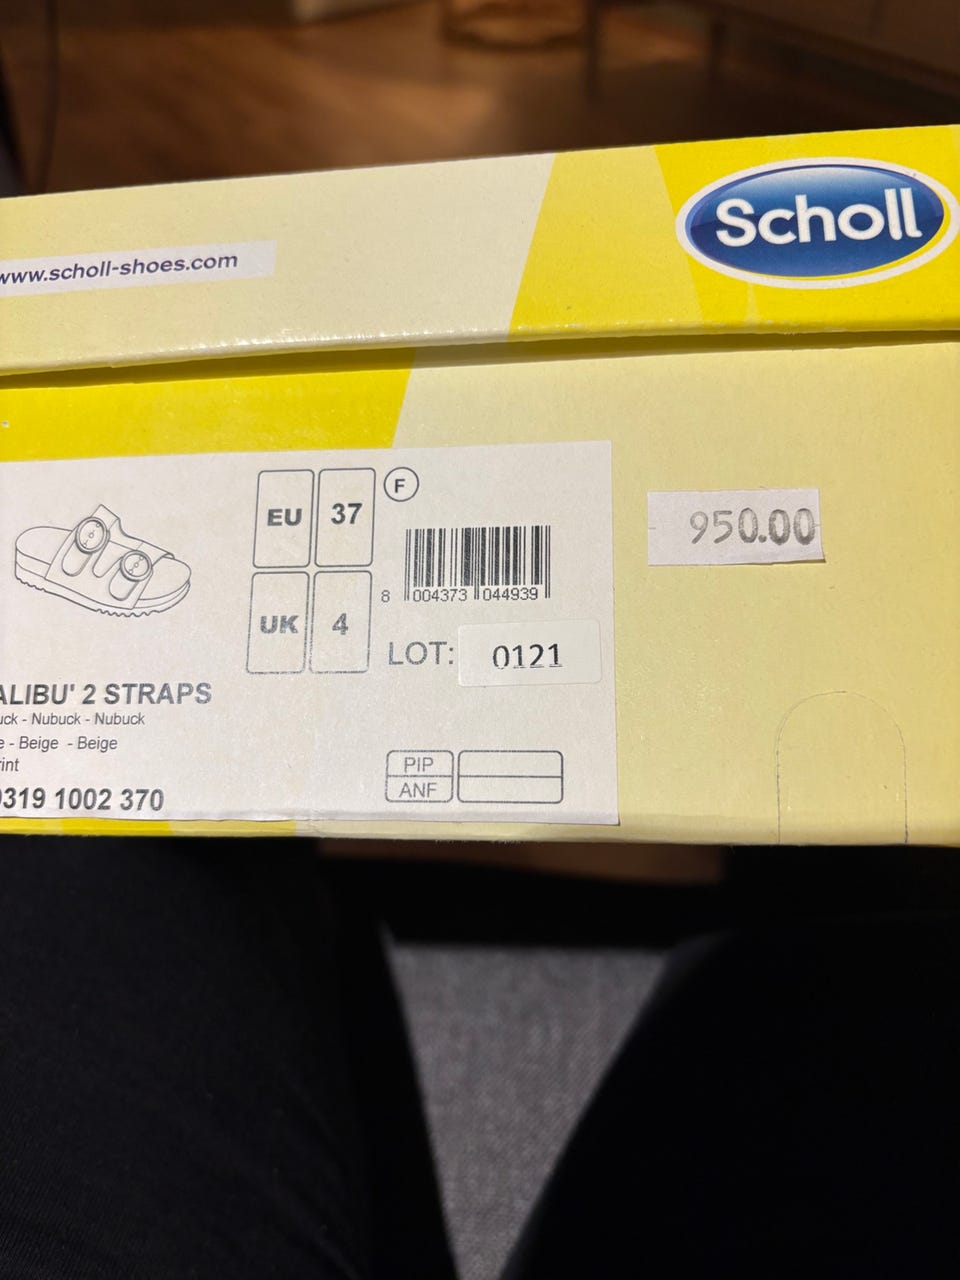 Scholl
www.scholl-shoes.com
EU 37 F
950.00
8 004373 044939
UK 4
LOT: 0121
ALIBU' 2 STRAPS
uck - Nubuck - Nubuck
e - Beige - Beige
rint
PIP
ANF
0319 1002 370